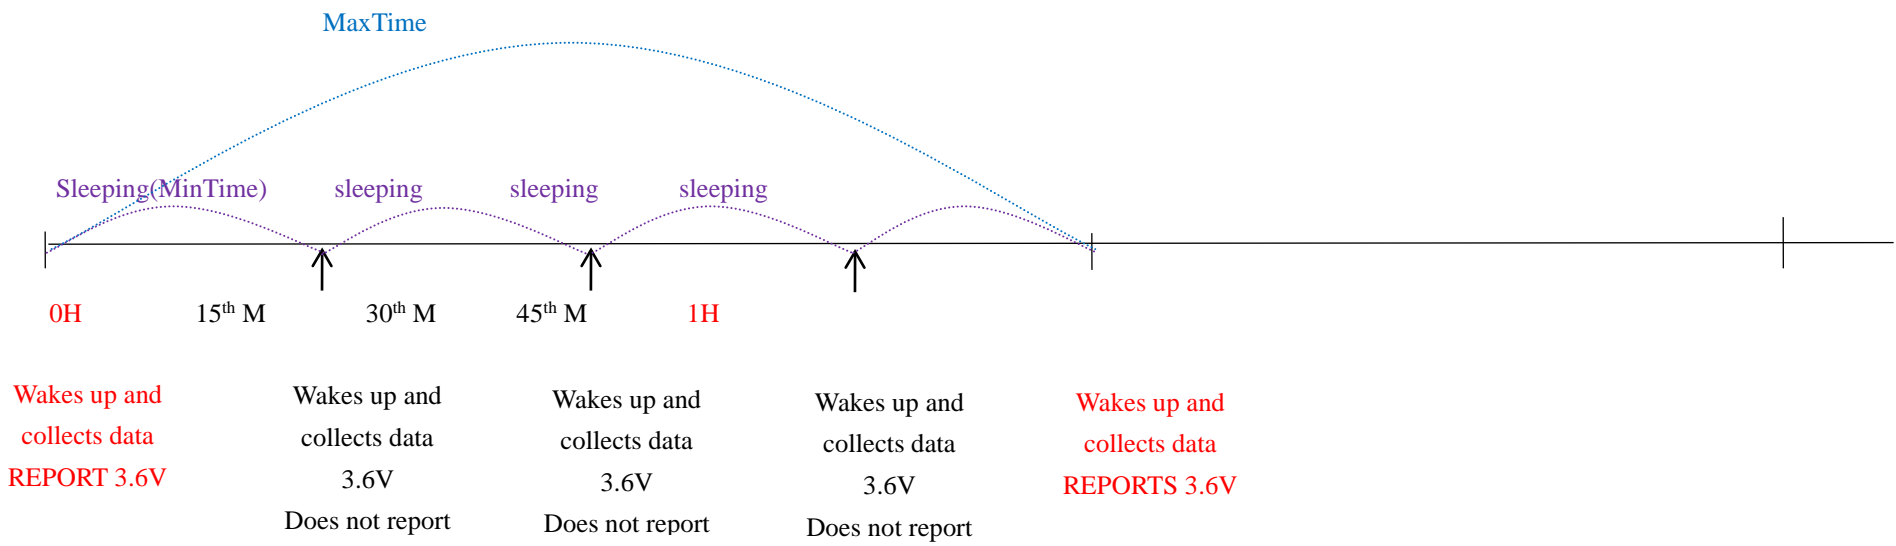 MaxTime
Sleeping(MinTime) sleeping sleeping sleeping
0H 15th M 30th M 45th M 1H
Wakes up and
collects data
REPORT 3.6V
Wakes up and
collects data
3.6V
Does not report
Wakes up and
collects data
3.6V
Does not report
Wakes up and
collects data
3.6V
Does not report
Wakes up and
collects data
REPORTS 3.6V